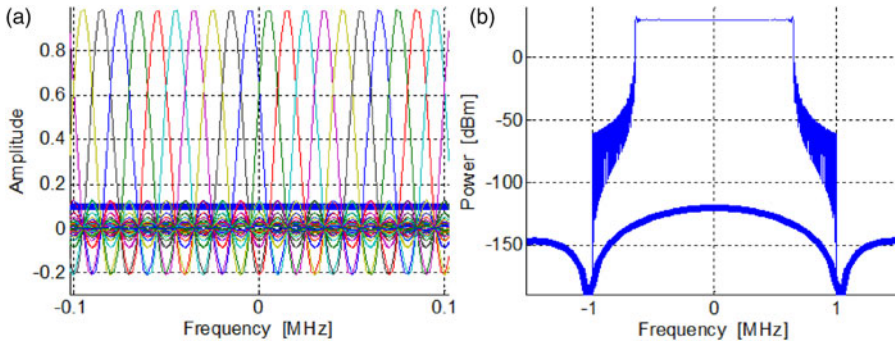 (a)
Amplitude
0.8
0.6
0.4
0.2
0
-0.2
-0.1
0
0.1
Frequency [MHz]
(b)
Power [dBm]
0
-50
-100
-150
-1
0
1
Frequency [MHz]